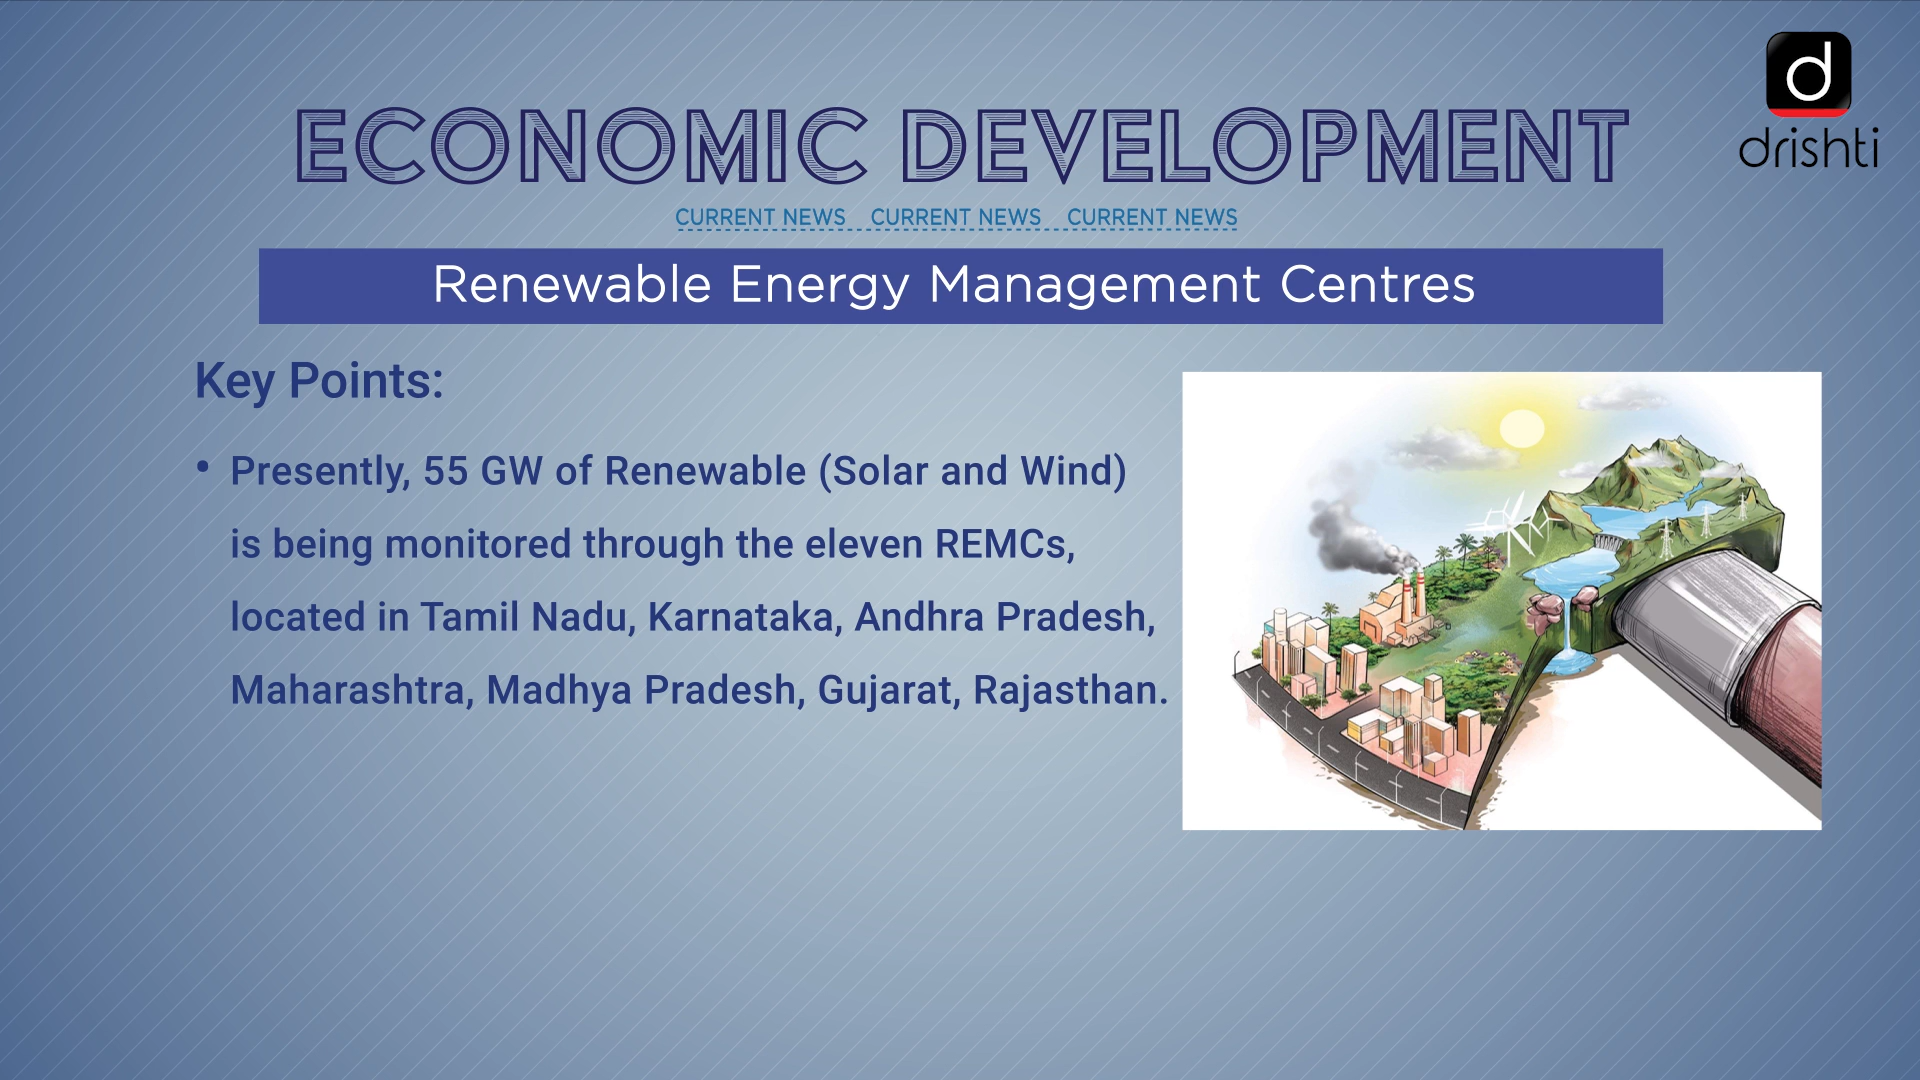 d
drishti
ECONOMIC DEVELOPMENT
CURRENT NEWS CURRENT NEWS CURRENT NEWS
Renewable Energy Management Centres
Key Points:
• Presently, 55 GW of Renewable (Solar and Wind)
is being monitored through the eleven REMCs,
located in Tamil Nadu, Karnataka, Andhra Pradesh,
Maharashtra, Madhya Pradesh, Gujarat, Rajasthan.